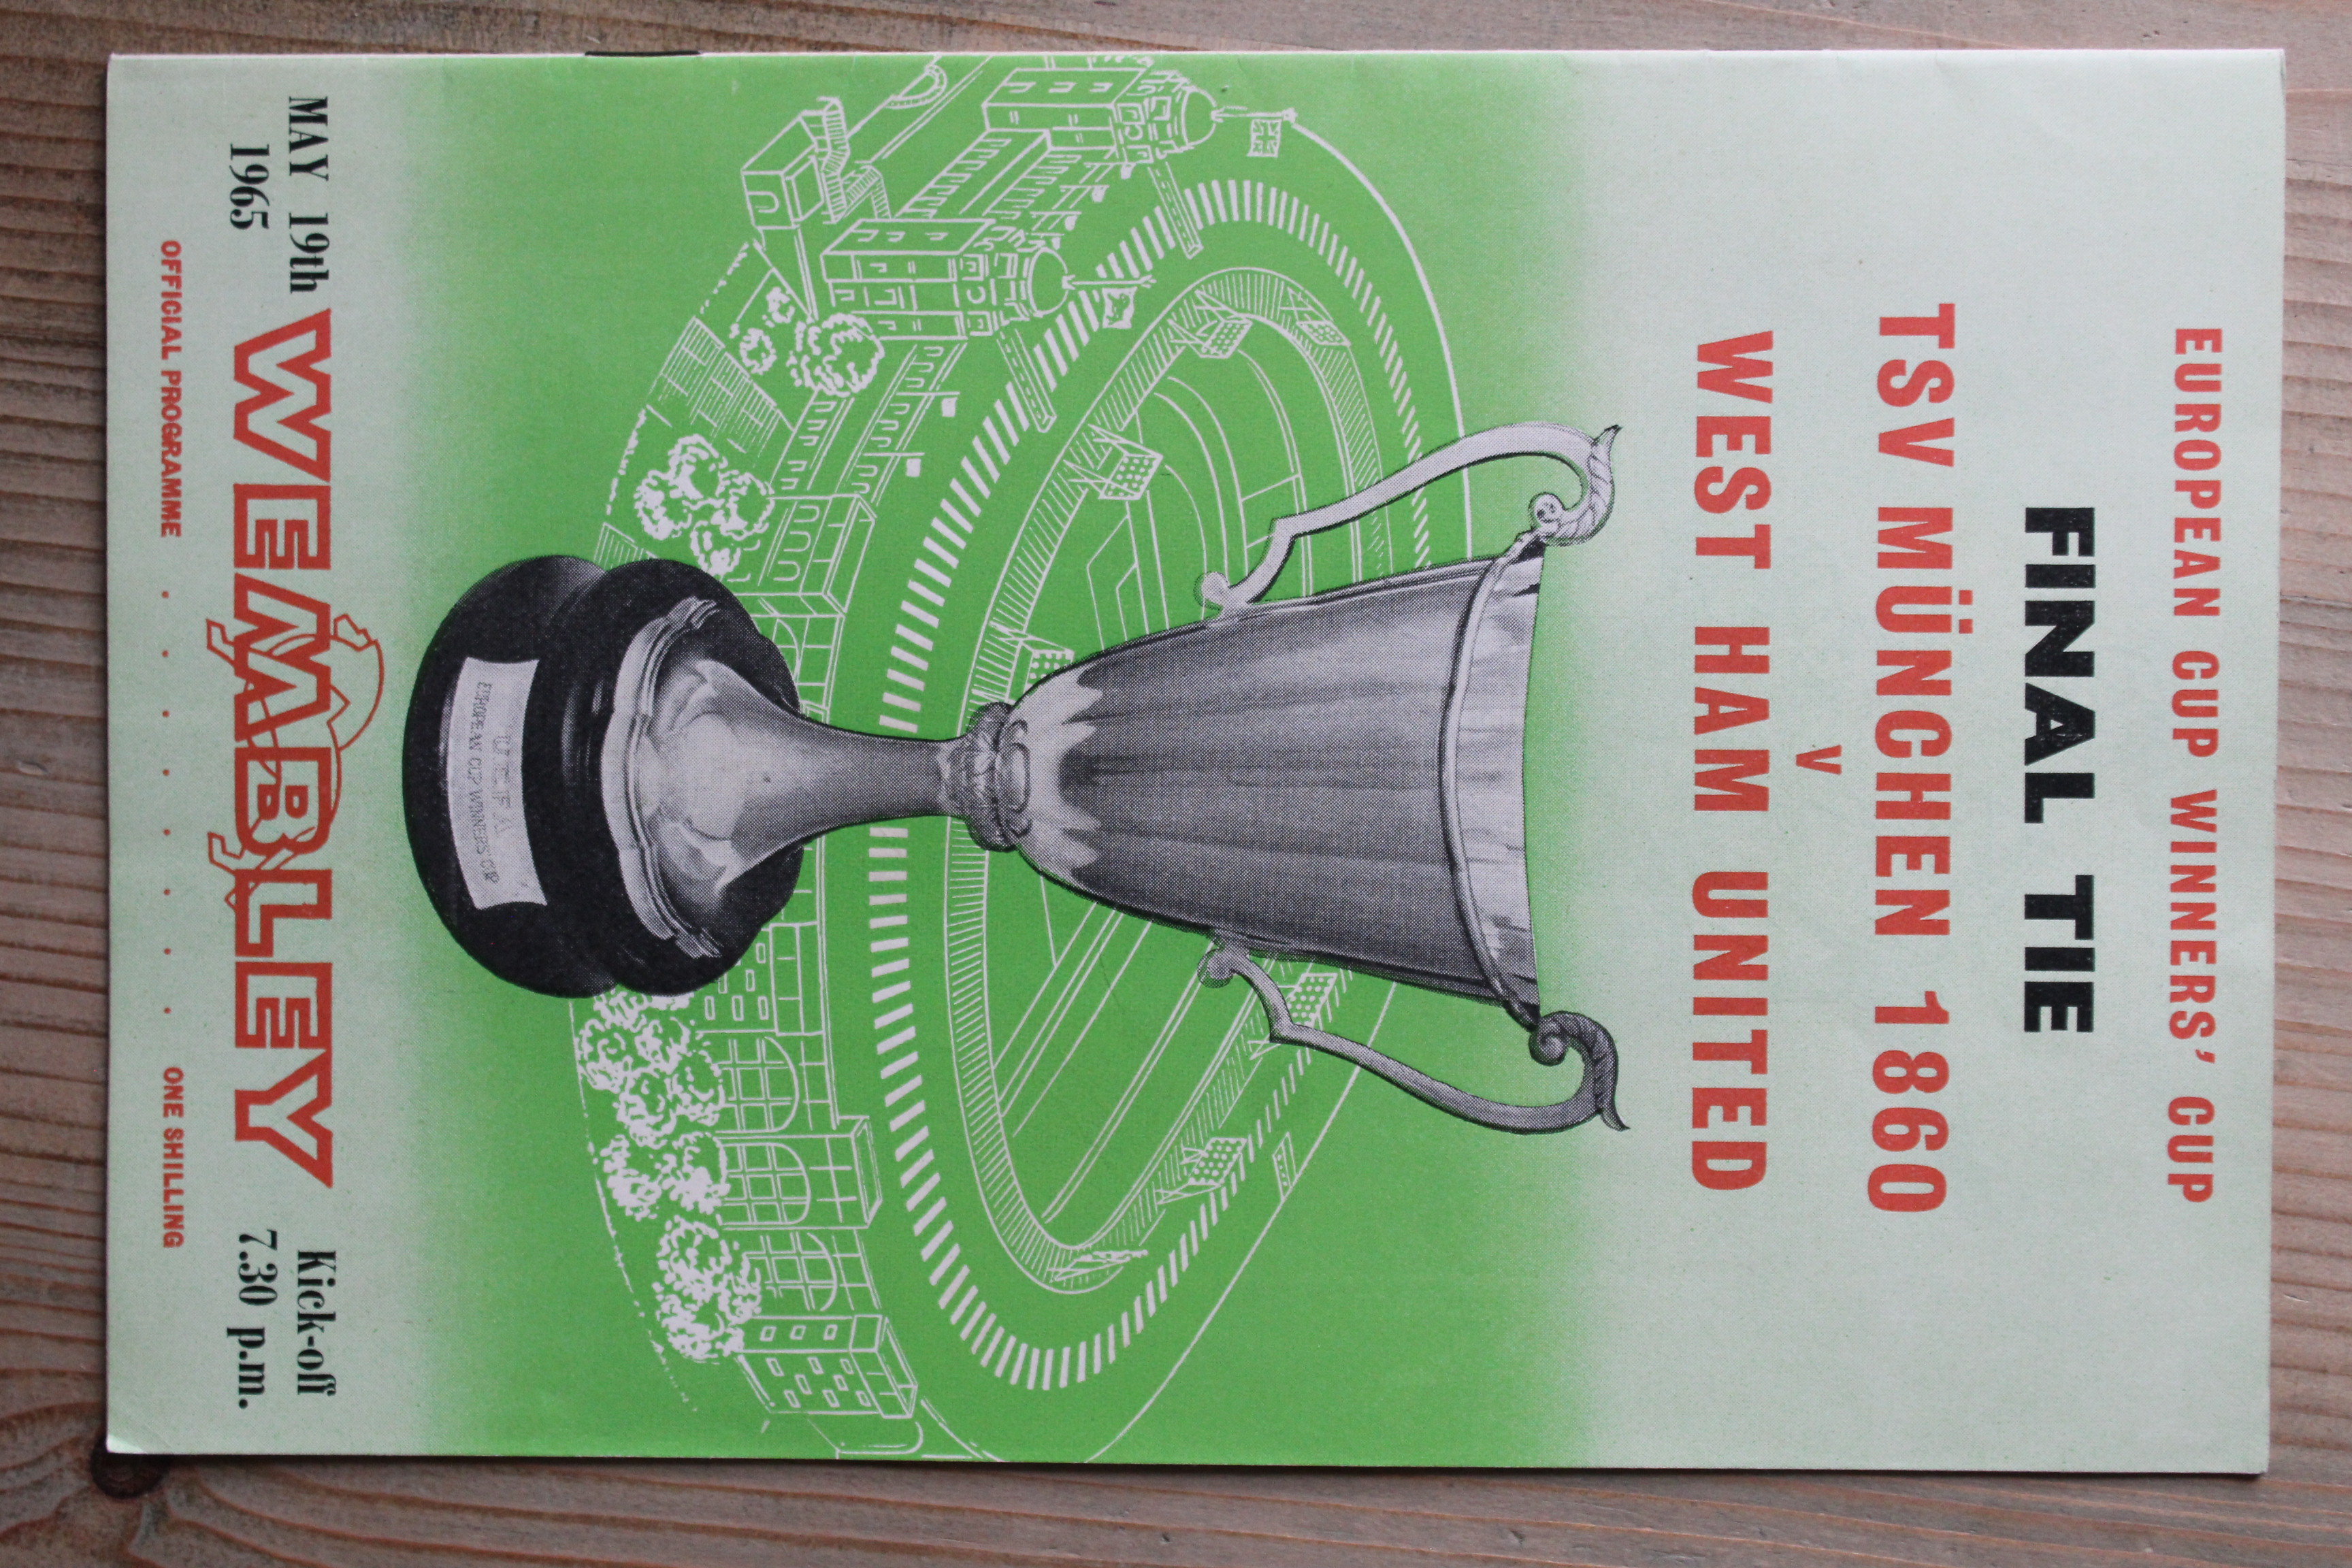 EUROPEAN CUP WINNERS' CUP
FINAL TIE
TSV MÜNCHEN 1860
V
WEST HAM UNITED
UEFA
EUROPEAN CUP WINNERS CUP
MAY 19th
1965
WEMBLEY
Kick-off
7.30 p.m.
OFFICIAL PROGRAMME . . . . . . . . ONE SHILLING